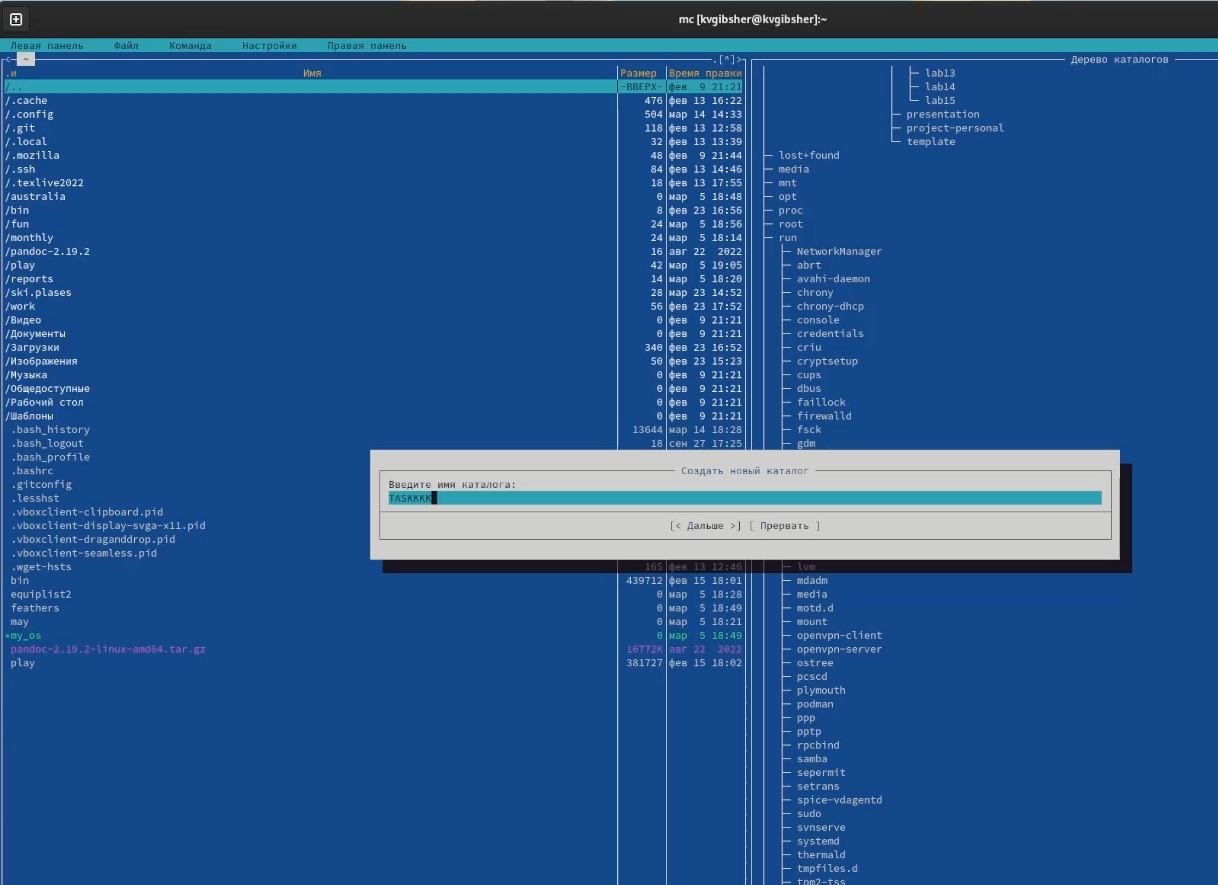 mc [kvgibsher@kvgibsher]:~
Левая панель Файл Команда Настройки Правая панель
<─ ~ ─.[^]>
.и Имя Размер Время правки
/.. -ВВЕРХ- фев 9 21:21
/.cache 476 фев 13 16:22
/.config 504 мар 14 14:33
/.git 118 фев 13 12:58
/.local 32 фев 13 13:39
/.mozilla 48 фев 9 21:44
/.ssh 84 фев 13 14:46
/.texlive2022 18 фев 13 17:55
/australia 0 мар 5 18:48
/bin 8 фев 23 16:56
/fun 24 мар 5 18:56
/monthly 24 мар 5 18:14
/pandoc-2.19.2 16 авг 22 2022
/play 42 мар 5 19:05
/reports 14 мар 5 18:20
/ski.plases 28 мар 23 14:52
/work 56 фев 23 17:52
/Видео 0 фев 9 21:21
/Документы 0 фев 9 21:21
/Загрузки 340 фев 23 16:52
/Изображения 50 фев 23 15:23
/Музыка 0 фев 9 21:21
/Общедоступные 0 фев 9 21:21
/Рабочий стол 0 фев 9 21:21
/Шаблоны 0 фев 9 21:21
.bash_history 13644 мар 14 18:28
.bash_logout 18 сен 27 17:25
.bash_profile
.bashrc
.gitconfig
.lesshst
.vboxclient-clipboard.pid
.vboxclient-display-svga-x11.pid
.vboxclient-draganddrop.pid
.vboxclient-seamless.pid
.wget-hsts 165 фев 13 12:46
bin 439712 фев 15 18:01
equiplist2 0 мар 5 18:28
feathers 0 мар 5 18:49
may 0 мар 5 18:21
*my_os 0 мар 5 18:49
pandoc-2.19.2-linux-amd64.tar.gz 16772K авг 22 2022
play 381727 фев 15 18:02
Дерево каталогов
lab13
lab14
lab15
presentation
project-personal
template
lost+found
media
mnt
opt
proc
root
run
NetworkManager
abrt
avahi-daemon
chrony
chrony-dhcp
console
credentials
criu
cryptsetup
cups
dbus
faillock
firewalld
fsck
gdm
lvm
mdadm
media
motd.d
mount
openvpn-client
openvpn-server
ostree
pcscd
plymouth
podman
ppp
pptp
rpcbind
samba
sepermit
setrans
spice-vdagentd
sudo
svnserve
systemd
thermald
tmpfiles.d
tpm2-tss
Создать новый каталог
Введите имя каталога:
TASKKKK
[< Дальше >] [ Прервать ]